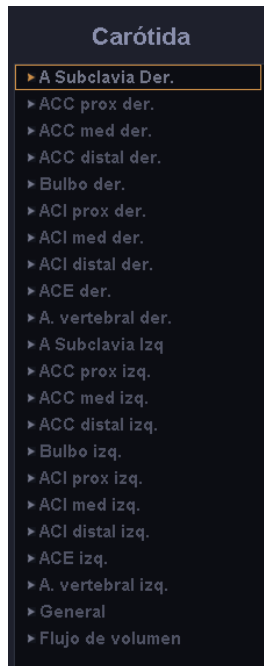 Carótida
A Subclavia Der.
ACC prox der.
ACC med der.
ACC distal der.
Bulbo der.
ACI prox der.
ACI med der.
ACI distal der.
ACE der.
A. vertebral der.
A Subclavia Izq
ACC prox izq.
ACC med izq.
ACC distal izq.
Bulbo izq.
ACI prox izq.
ACI med izq.
ACI distal izq.
ACE izq.
A. vertebral izq.
General
Flujo de volumen